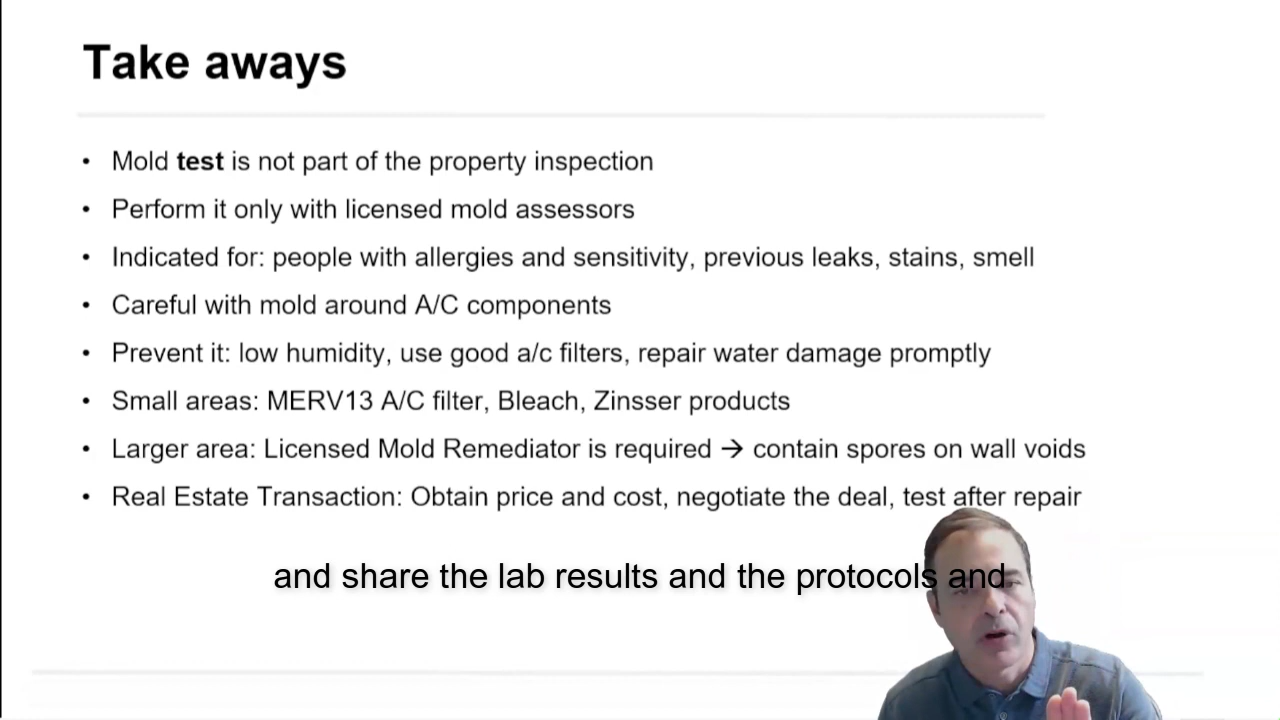 Take aways
• Mold test is not part of the property inspection
• Perform it only with licensed mold assessors
• Indicated for: people with allergies and sensitivity, previous leaks, stains, smell
• Careful with mold around A/C components
• Prevent it: low humidity, use good a/c filters, repair water damage promptly
• Small areas: MERV13 A/C filter, Bleach, Zinsser products
• Larger area: Licensed Mold Remediator is required → contain spores on wall voids
• Real Estate Transaction: Obtain price and cost, negotiate the deal, test after repair
and share the lab results and the protocols and